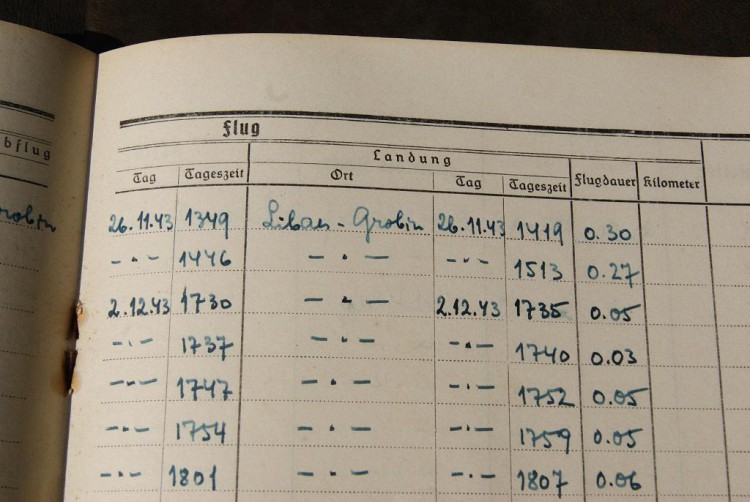 Flug
Landung
bflug
Tag Tageszeit Ort Tag Tageszeit Flugdauer Kilometer
26.11.43 1349 Libau-Grobin 26.11.43 1419 0.30
-·- 1446 -·- -·- 1513 0.27
2.12.43 1730 -·- 2.12.43 1735 0.05
-·- 1737 -·- -·- 1740 0.03
-·- 1747 -·- -·- 1752 0.05
-·- 1754 -·- -·- 1759 0.05
-·- 1801 -·- -·- 1807 0.06